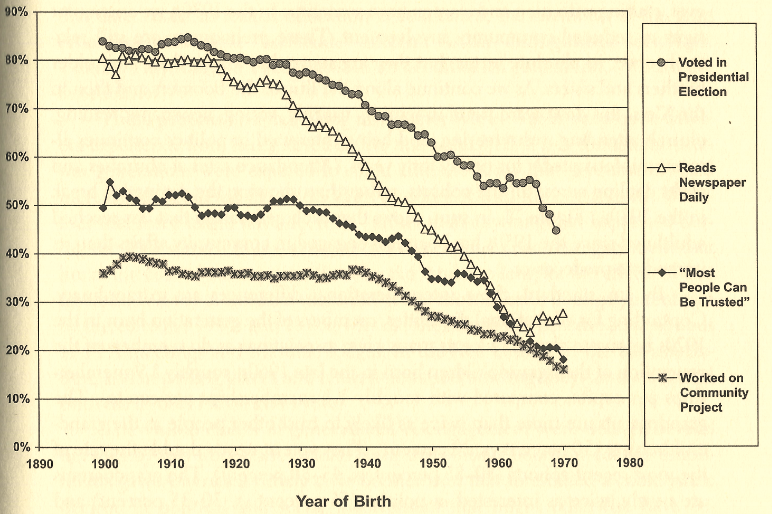 90%
80%
70%
60%
50%
40%
30%
20%
10%
0%
1890 1900 1910 1920 1930 1940 1950 1960 1970 1980
Year of Birth
Voted in
Presidential
Election
Reads
Newspaper
Daily
"Most
People Can
Be Trusted"
Worked on
Community
Project